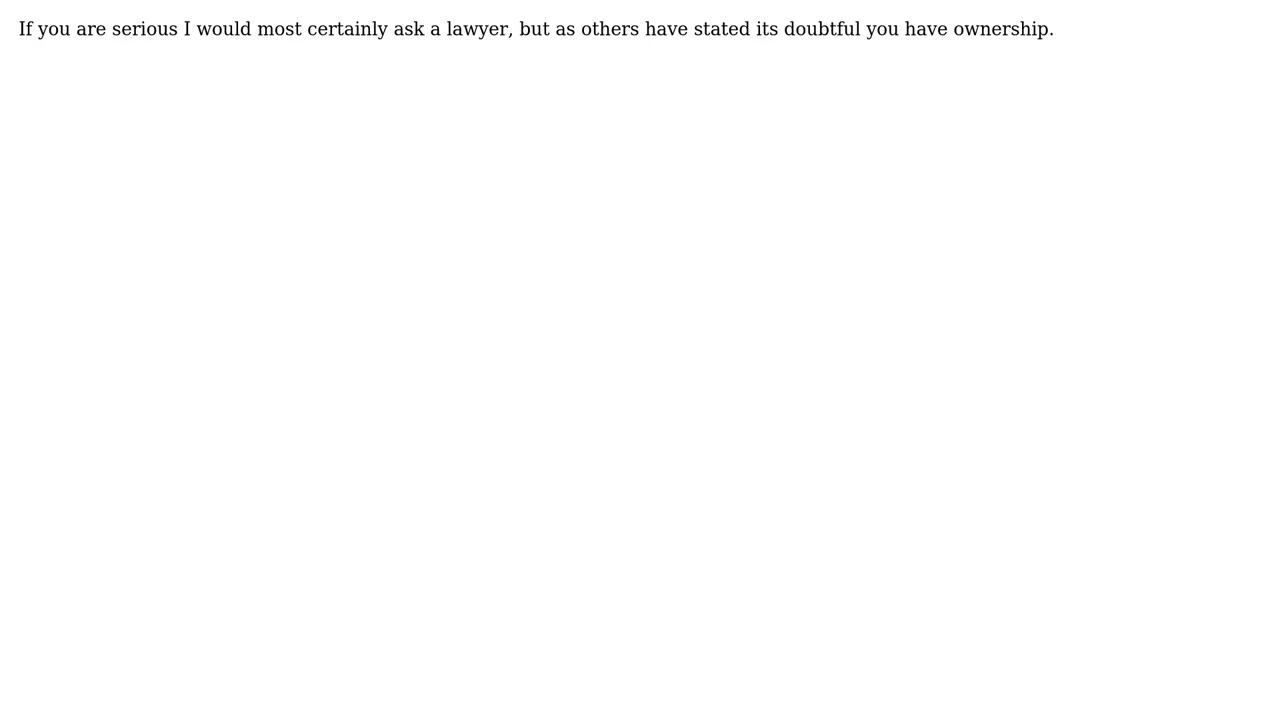 If you are serious I would most certainly ask a lawyer, but as others have stated its doubtful you have ownership.